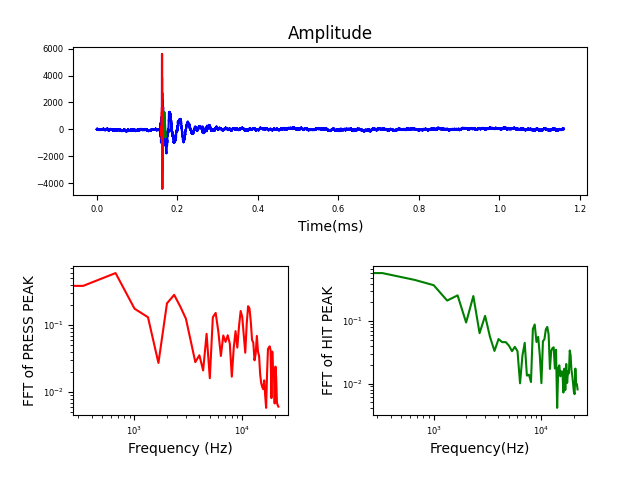 Amplitude
6000
4000
2000
0
−2000
−4000
0.0 0.2 0.4 0.6 0.8 1.0 1.2
Time(ms)
FFT of PRESS PEAK
10⁻¹
10⁻²
10³ 10⁴
Frequency (Hz)
FFT of HIT PEAK
10⁻¹
10⁻²
10³ 10⁴
Frequency(Hz)